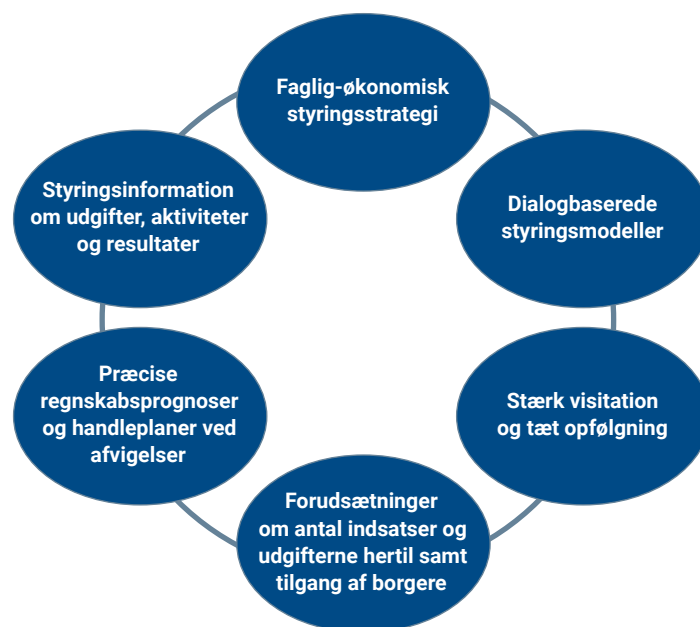 Faglig-økonomisk
styringsstrategi
Dialogbaserede
styringsmodeller
Stærk visitation
og tæt opfølgning
Forudsætninger
om antal indsatser og
udgifterne hertil samt
tilgang af borgere
Præcise
regnskabsprognoser
og handleplaner ved
afvigelser
Styringsinformation
om udgifter, aktiviteter
og resultater